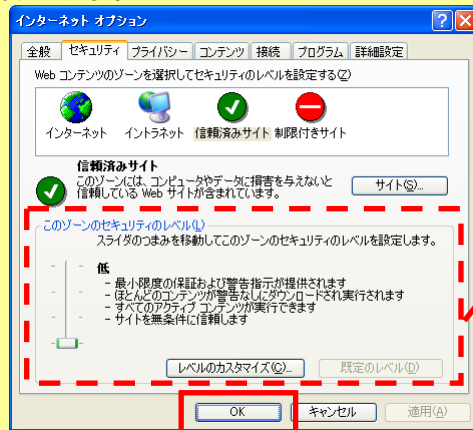 インターネット オプション
全般 セキュリティ プライバシー コンテンツ 接続 プログラム 詳細設定
Web コンテンツのゾーンを選択してセキュリティのレベルを設定する(Z)
インターネット イントラネット 信頼済みサイト 制限付きサイト
信頼済みサイト
このゾーンには、コンピュータやデータに損害を与えないと
信頼している Web サイトが含まれています。
サイト(S)...
このゾーンのセキュリティのレベル(L)
スライダのつまみを移動してこのゾーンのセキュリティのレベルを設定します。
低
- 最小限度の保証および警告指示が提供されます
- ほとんどのコンテンツが警告なしにダウンロードされ実行されます
- すべてのアクティブ コンテンツが実行できます
- サイトを無条件に信頼します
レベルのカスタマイズ(C)... 既定のレベル(D)
OK キャンセル 適用(A)